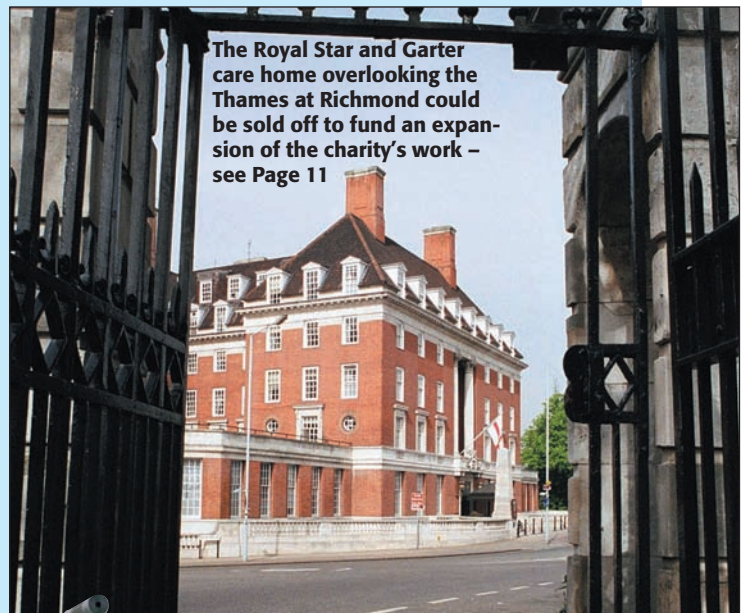 The Royal Star and Garter
care home overlooking the
Thames at Richmond could
be sold off to fund an expan-
sion of the charity's work –
see Page 11